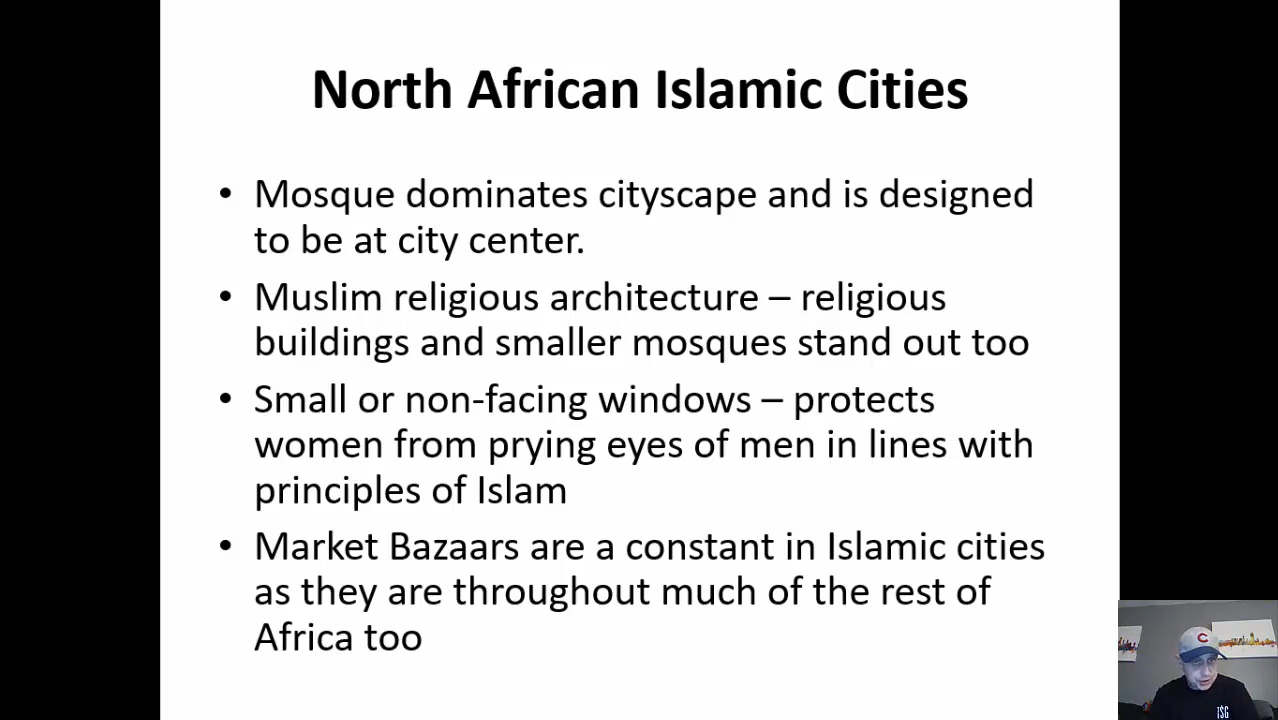 North African Islamic Cities
• Mosque dominates cityscape and is designed
to be at city center.
• Muslim religious architecture – religious
buildings and smaller mosques stand out too
• Small or non-facing windows – protects
women from prying eyes of men in lines with
principles of Islam
• Market Bazaars are a constant in Islamic cities
as they are throughout much of the rest of
Africa too
C